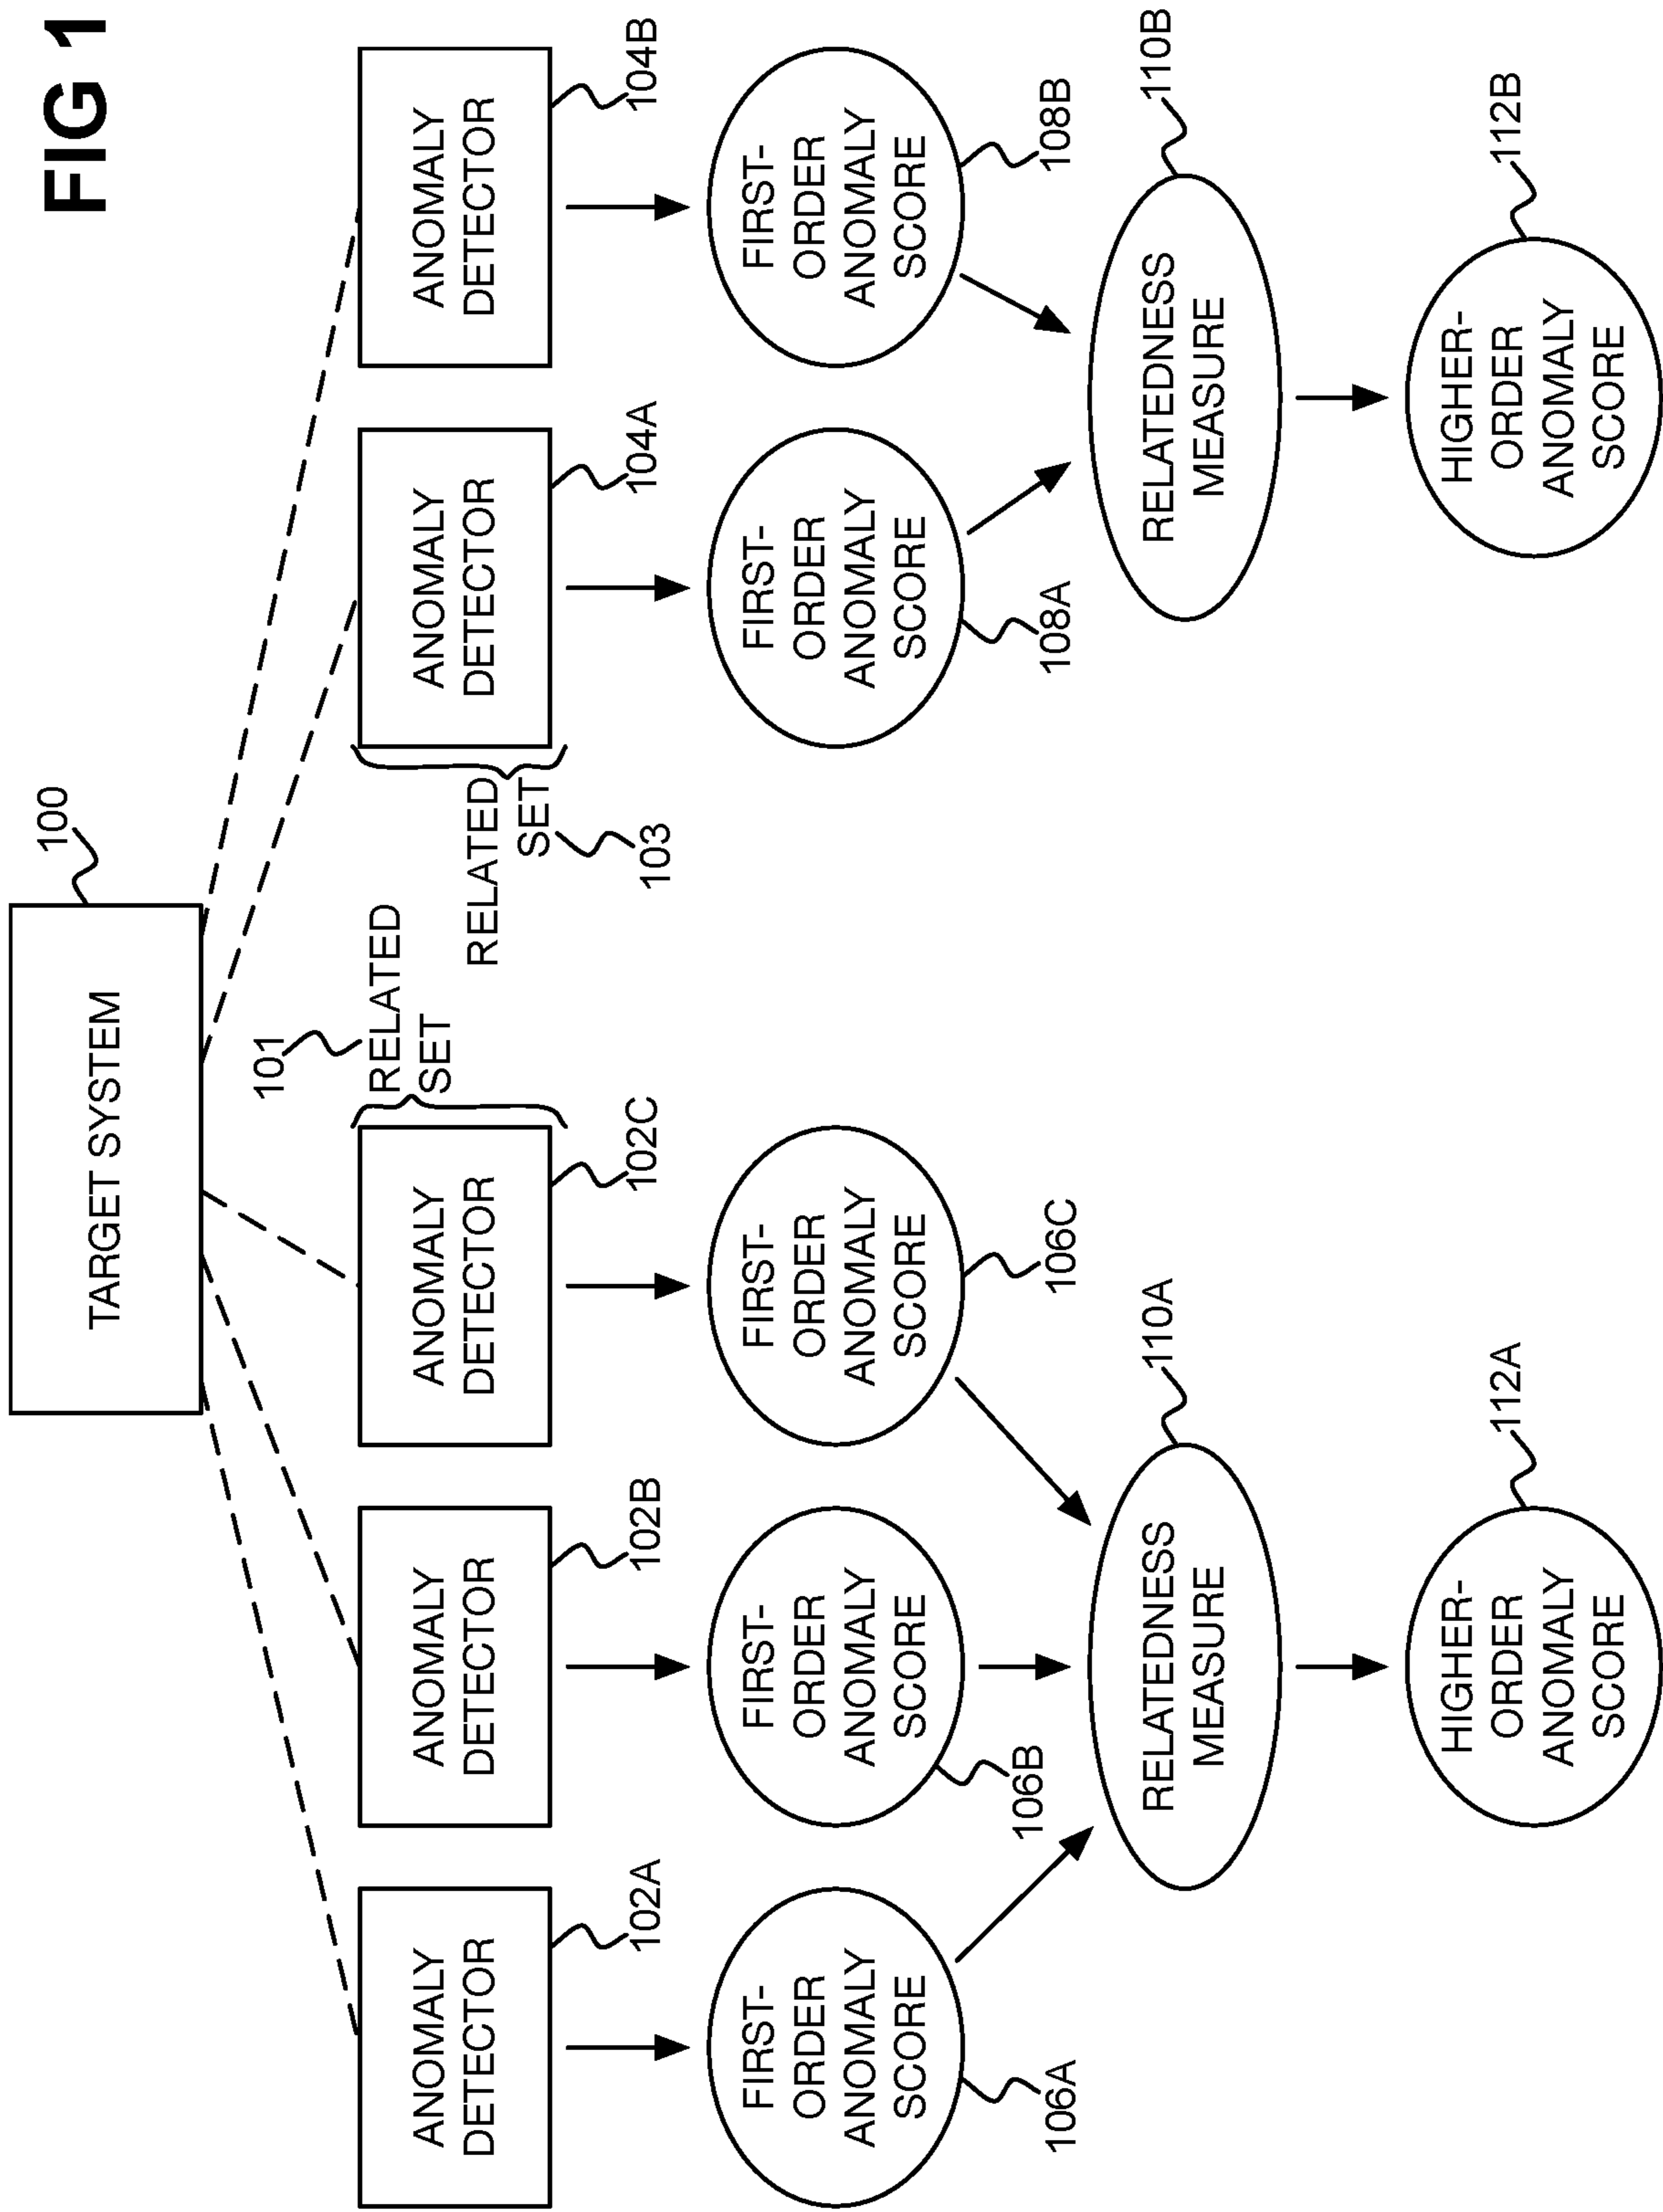 FIG 1
TARGET SYSTEM
100
101
RELATED
SET
RELATED
SET
103
ANOMALY
DETECTOR
102A
ANOMALY
DETECTOR
102B
ANOMALY
DETECTOR
102C
ANOMALY
DETECTOR
104A
ANOMALY
DETECTOR
104B
FIRST-
ORDER
ANOMALY
SCORE
106A
FIRST-
ORDER
ANOMALY
SCORE
106B
FIRST-
ORDER
ANOMALY
SCORE
106C
FIRST-
ORDER
ANOMALY
SCORE
108A
FIRST-
ORDER
ANOMALY
SCORE
108B
RELATEDNESS
MEASURE
110A
RELATEDNESS
MEASURE
110B
HIGHER-
ORDER
ANOMALY
SCORE
112A
HIGHER-
ORDER
ANOMALY
SCORE
112B